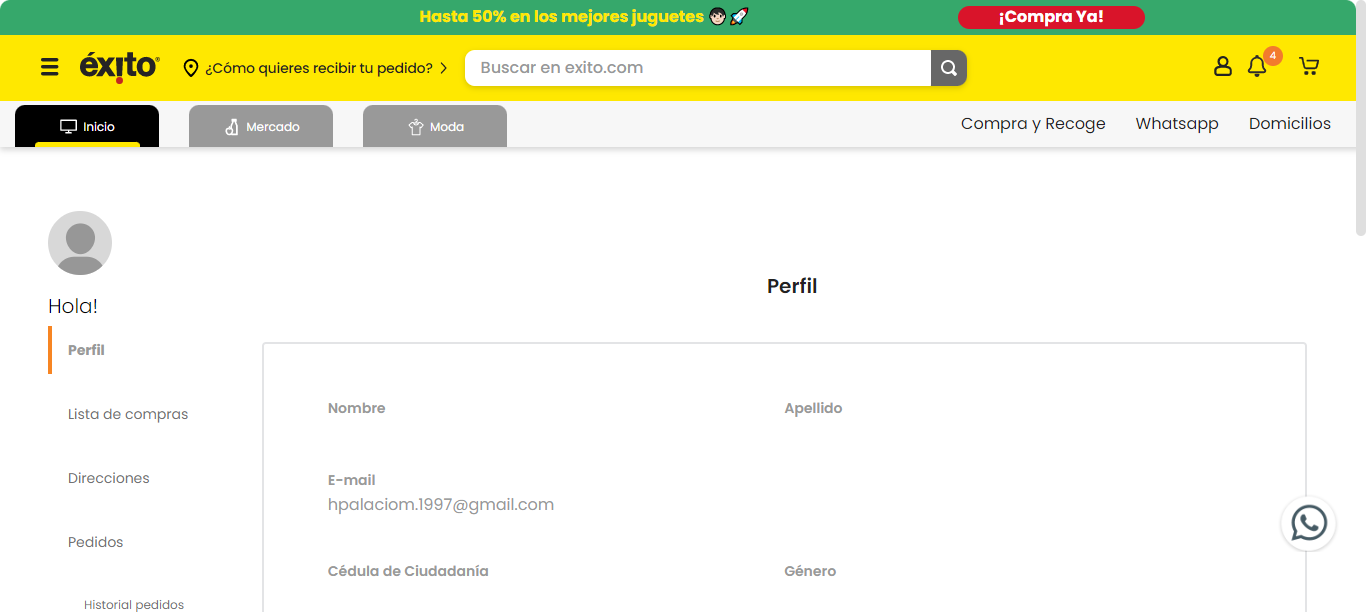 Hasta 50% en los mejores juguetes
¡Compra Ya!
éxito
¿Cómo quieres recibir tu pedido?
Buscar en exito.com
4
Inicio
Mercado
Moda
Compra y Recoge
Whatsapp
Domicilios
Hola!
Perfil
Perfil
Lista de compras
Direcciones
Pedidos
Historial pedidos
Nombre
Apellido
E-mail
hpalaciom.1997@gmail.com
Cédula de Ciudadanía
Género